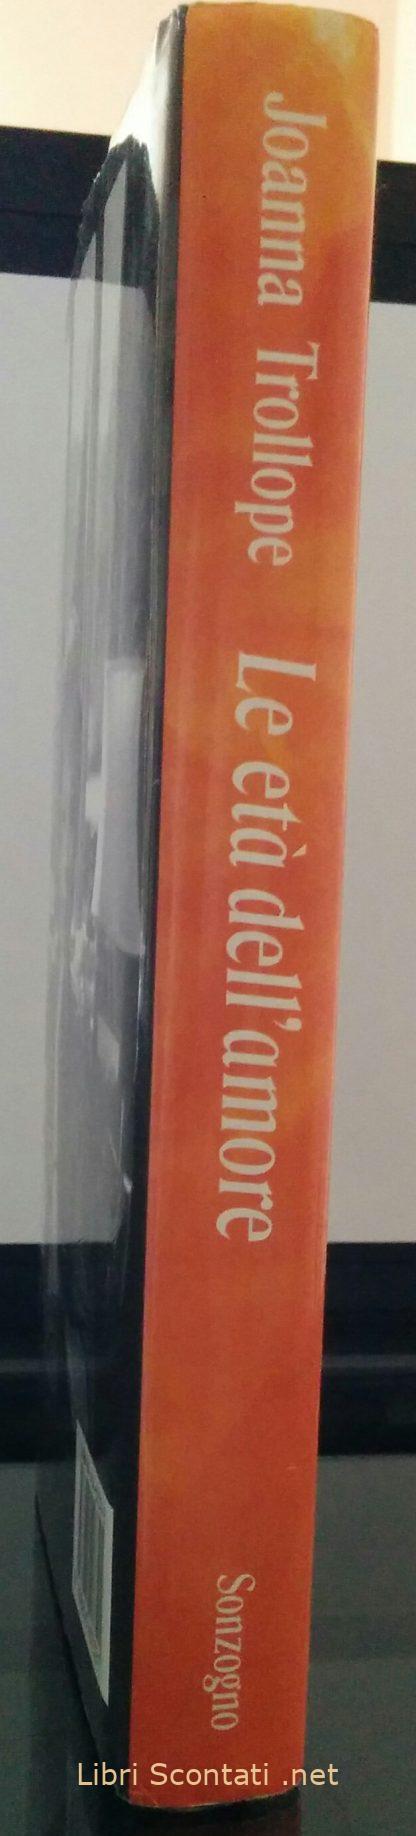 Joanna Trollope Le età dell'amore
Sonzogno
Libri Scontati .net